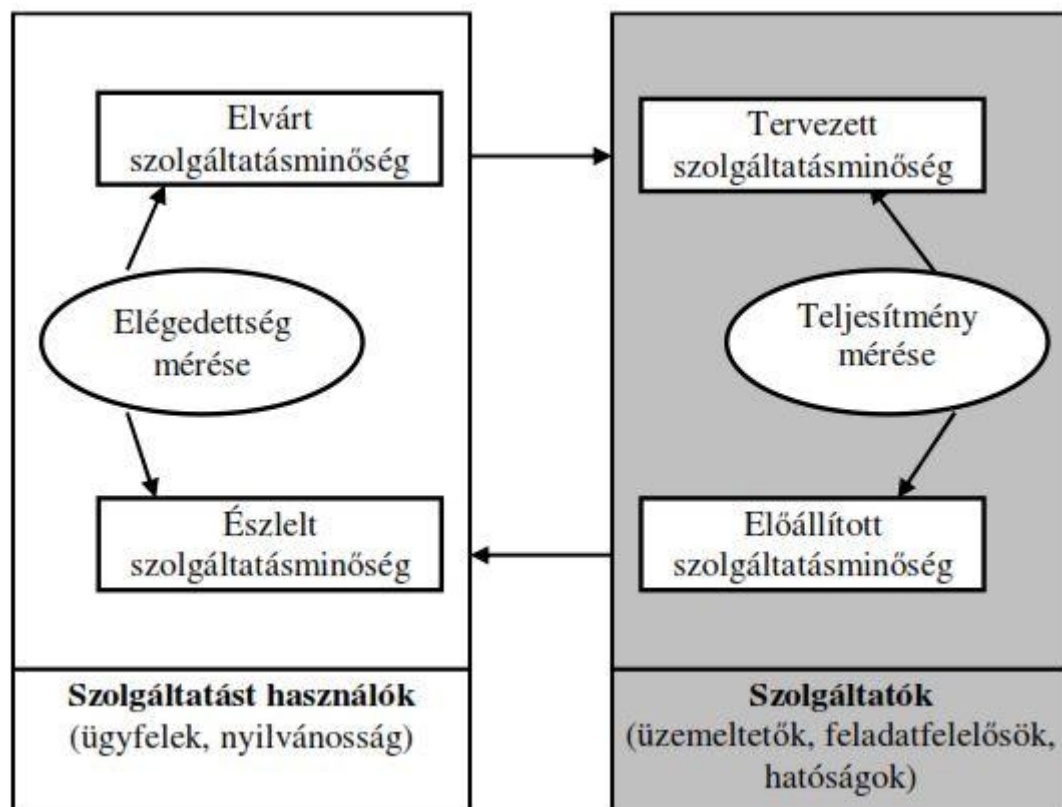 Elvárt
szolgáltatásminőség
Elégedettség
mérése
Észlelt
szolgáltatásminőség
Szolgáltatást használók
(ügyfelek, nyilvánosság)
Tervezett
szolgáltatásminőség
Teljesítmény
mérése
Előállított
szolgáltatásminőség
Szolgáltatók
(üzemeltetők, feladatfelelősök,
hatóságok)